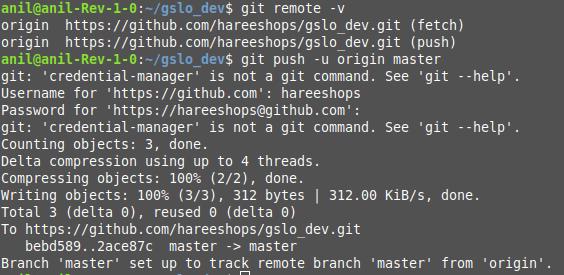 anil@anil-Rev-1-0:~/gslo_dev$ git remote -v
origin  https://github.com/hareeshops/gslo_dev.git (fetch)
origin  https://github.com/hareeshops/gslo_dev.git (push)
anil@anil-Rev-1-0:~/gslo_dev$ git push -u origin master
git: 'credential-manager' is not a git command. See 'git --help'.
Username for 'https://github.com': hareeshops
Password for 'https://hareeshops@github.com':
git: 'credential-manager' is not a git command. See 'git --help'.
Counting objects: 3, done.
Delta compression using up to 4 threads.
Compressing objects: 100% (2/2), done.
Writing objects: 100% (3/3), 312 bytes | 312.00 KiB/s, done.
Total 3 (delta 0), reused 0 (delta 0)
To https://github.com/hareeshops/gslo_dev.git
   bebd589..2ace87c  master -> master
Branch 'master' set up to track remote branch 'master' from 'origin'.